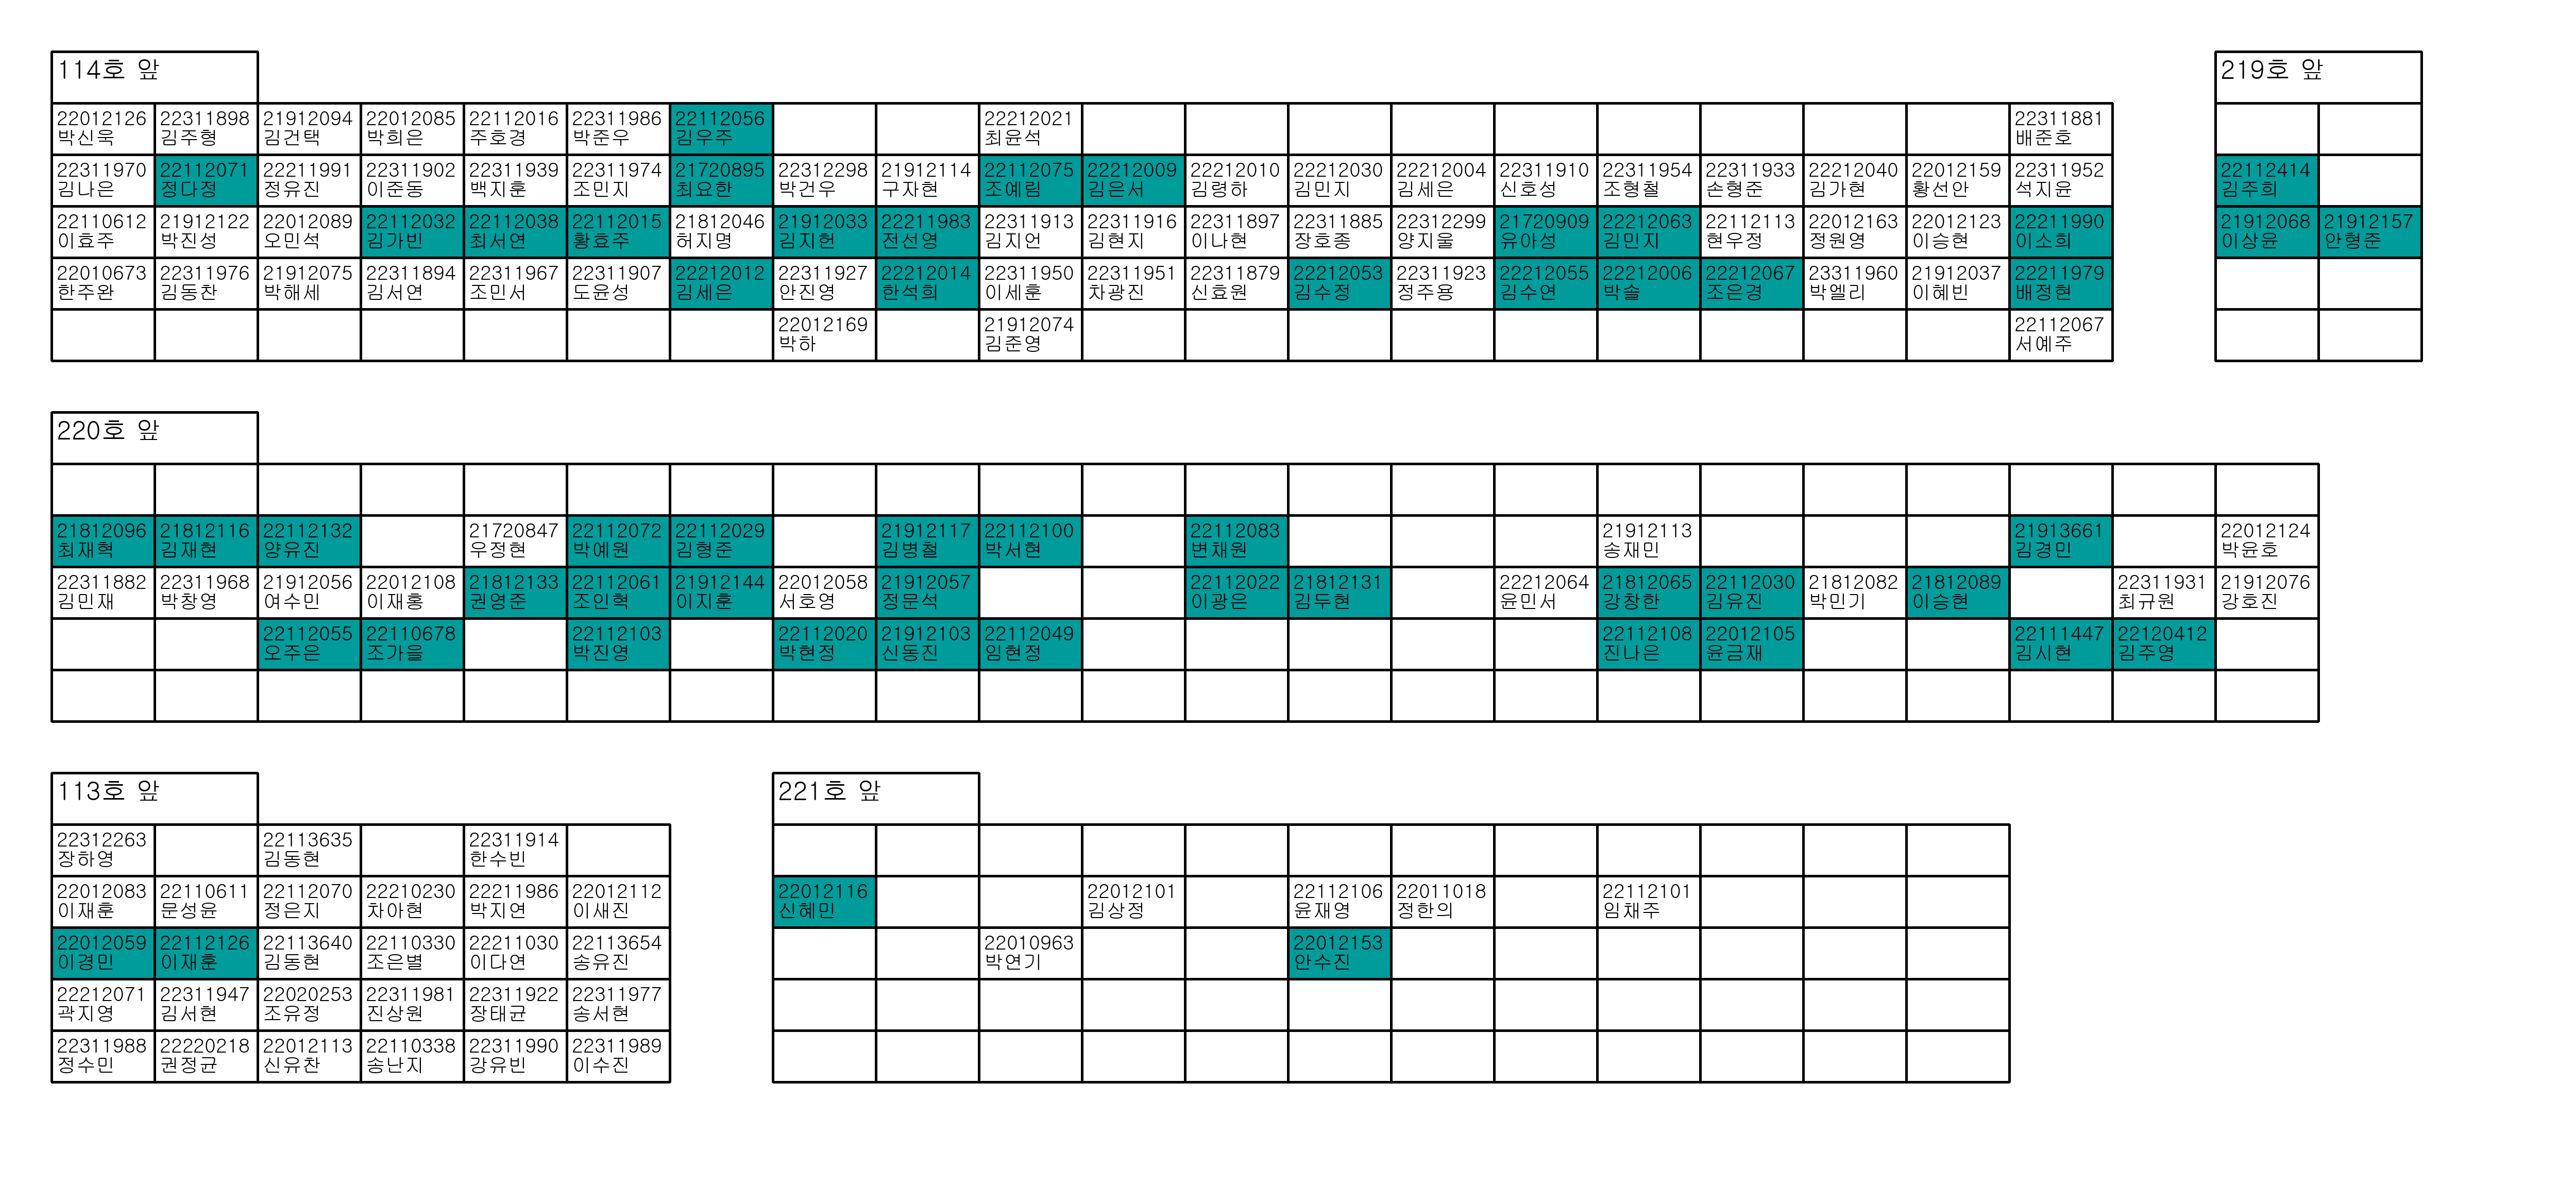 114호 앞
219호 앞
22012126 22311898 21912094 22012085 22112016 22311986 22112056 22212021 22311881
박신욱 김주형 김건택 박희은 주호경 박준우 김우주 최윤석 배준호
22311970 22112071 22211991 22311902 22311939 22311974 21720895 22312298 21912114 22112075 22212009 22212010 22212030 22212004 22311910 22311954 22311933 22212040 22012159 22311952 22112414
김나은 정다정 정유진 이준동 백지훈 조민지 최요한 박건우 구자현 조예림 김은서 김령하 김민지 김세은 신호성 조형철 손형준 김가현 황선안 석지윤 김주희
22110612 21912122 22012089 22112032 22112038 22112015 21812046 21912033 22211983 22311913 22311916 22311897 22311885 22312299 21720909 22212063 22112113 22012163 22012123 22211990 21912068 21912157
이효주 박진성 오민석 김가빈 최서연 황효주 허지명 김지헌 전선영 김지언 김현지 이나현 장호종 양지울 유아성 김민지 현우정 정원영 이승현 이소희 이상윤 안형준
22010673 22311976 21912075 22311894 22311967 22311907 22212012 22311927 22212014 22311950 22311951 22311879 22212053 22311923 22212055 22212006 22212067 23311960 21912037 22211979
한주완 김동찬 박해세 김서연 조민서 도윤성 김세은 안진영 한석희 이세훈 차광진 신효원 김수정 정주용 김수연 박솔 조은경 박엘리 이혜빈 배정현
22012169 21912074 22112067
박하 김준영 서예주
220호 앞
21812096 21812116 22112132 21720847 22112072 22112029 21912117 22112100 22112083 21912113 21913661 22012124
최재혁 김재현 양유진 우정현 박예원 김형준 김병철 박서현 변채원 송재민 김경민 박윤호
22311882 22311968 21912056 22012108 21812133 22112061 21912144 22012058 21912057 22112022 21812131 22212064 21812065 22112030 21812082 21812089 22311931 21912076
김민재 박창영 여수민 이재홍 권영준 조인혁 이지훈 서호영 정문석 이광은 김두현 윤민서 강창한 김유진 박민기 이승현 최규원 강호진
22112055 22110678 22112103 22112020 21912103 22112049 22112108 22012105 22111447 22120412
오주은 조가을 박진영 박현정 신동진 임현정 진나은 윤금재 김시현 김주영
113호 앞
22312263 22113635 22311914
장하영 김동현 한수빈
22012083 22110611 22112070 22210230 22211986 22012112
이재훈 문성윤 정은지 차아현 박지연 이새진
22012059 22112126 22113640 22110330 22211030 22113654
이경민 이재훈 김동현 조은별 이다연 송유진
22212071 22311947 22020253 22311981 22311922 22311977
곽지영 김서현 조유정 진상원 장태균 송서현
22311988 22220218 22012113 22110338 22311990 22311989
정수민 권정균 신유찬 송난지 강유빈 이수진
221호 앞
22012116 22012101 22112106 22011018 22112101
신혜민 김상정 윤재영 정한의 임채주
22010963 22012153
박연기 안수진